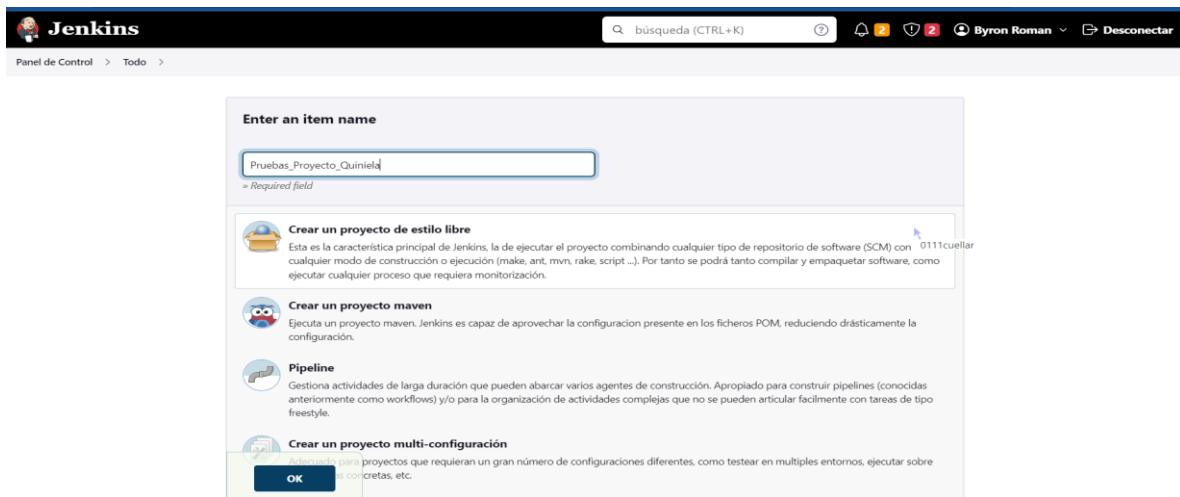 Jenkins
búsqueda (CTRL+K)
2
2
Byron Roman
Desconectar
Panel de Control > Todo >
Enter an item name
Pruebas_Proyecto_Quiniela
» Required field
Crear un proyecto de estilo libre
Esta es la característica principal de Jenkins, la de ejecutar el proyecto combinando cualquier tipo de repositorio de software (SCM) con
0111cuellar
cualquier modo de construcción o ejecución (make, ant, mvn, rake, script ...). Por tanto se podrá tanto compilar y empaquetar software, como
ejecutar cualquier proceso que requiera monitorización.
Crear un proyecto maven
Ejecuta un proyecto maven. Jenkins es capaz de aprovechar la configuracion presente en los ficheros POM, reduciendo drásticamente la
configuración.
Pipeline
Gestiona actividades de larga duración que pueden abarcar varios agentes de construcción. Apropiado para construir pipelines (conocidas
anteriormente como workflows) y/o para la organización de actividades complejas que no se pueden articular facilmente con tareas de tipo
freestyle.
Crear un proyecto multi-configuración
Adecuado para proyectos que requieran un gran número de configuraciones diferentes, como testear en multiples entornos, ejecutar sobre
concretas, etc.
OK